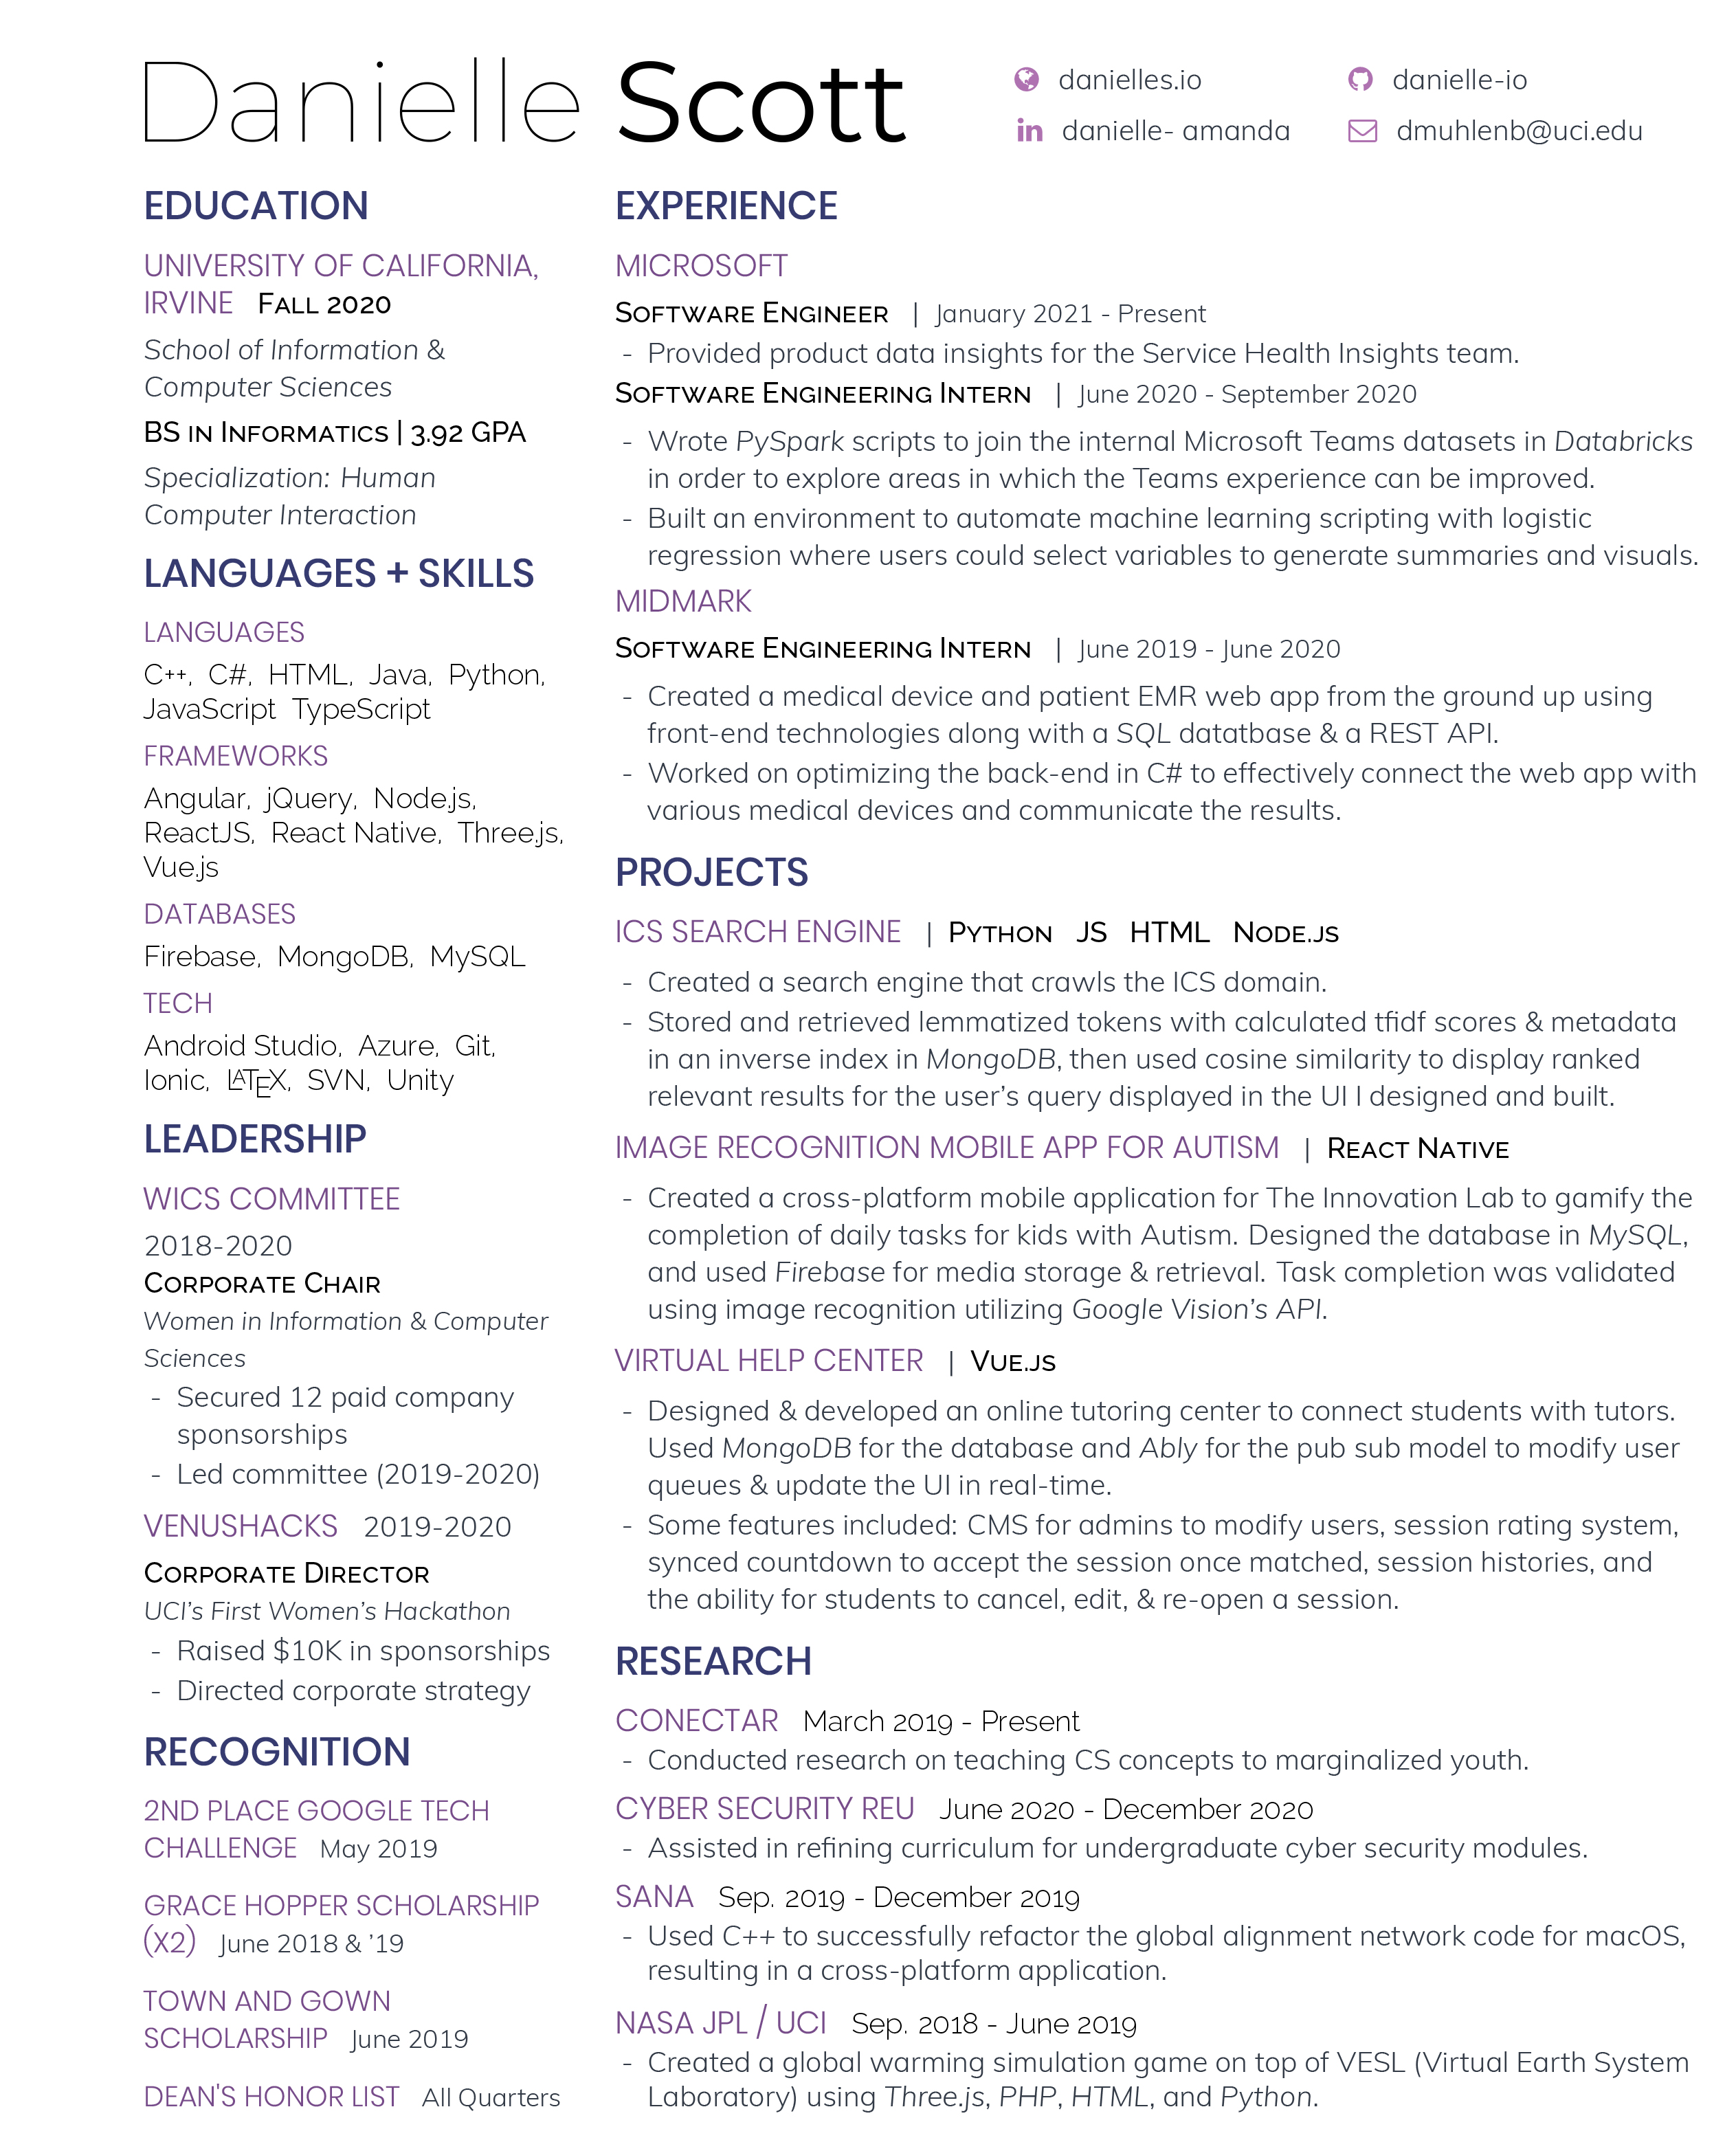 Danielle Scott
danielles.io
danielle-io
danielle- amanda
dmuhlenb@uci.edu
EDUCATION
UNIVERSITY OF CALIFORNIA,
IRVINE FALL 2020
School of Information &
Computer Sciences
BS IN INFORMATICS | 3.92 GPA
Specialization: Human
Computer Interaction
LANGUAGES + SKILLS
LANGUAGES
C++, C#, HTML, Java, Python,
JavaScript TypeScript
FRAMEWORKS
Angular, jQuery, Node.js,
ReactJS, React Native, Three.js,
Vue.js
DATABASES
Firebase, MongoDB, MySQL
TECH
Android Studio, Azure, Git,
Ionic, LATEX, SVN, Unity
LEADERSHIP
WICS COMMITTEE
2018-2020
CORPORATE CHAIR
Women in Information & Computer
Sciences
- Secured 12 paid company
sponsorships
- Led committee (2019-2020)
VENUSHACKS 2019-2020
CORPORATE DIRECTOR
UCI’s First Women’s Hackathon
- Raised $10K in sponsorships
- Directed corporate strategy
RECOGNITION
2ND PLACE GOOGLE TECH
CHALLENGE May 2019
GRACE HOPPER SCHOLARSHIP
(X2) June 2018 & ’19
TOWN AND GOWN
SCHOLARSHIP June 2019
DEAN'S HONOR LIST All Quarters
EXPERIENCE
MICROSOFT
SOFTWARE ENGINEER | January 2021 - Present
- Provided product data insights for the Service Health Insights team.
SOFTWARE ENGINEERING INTERN | June 2020 - September 2020
- Wrote PySpark scripts to join the internal Microsoft Teams datasets in Databricks
in order to explore areas in which the Teams experience can be improved.
- Built an environment to automate machine learning scripting with logistic
regression where users could select variables to generate summaries and visuals.
MIDMARK
SOFTWARE ENGINEERING INTERN | June 2019 - June 2020
- Created a medical device and patient EMR web app from the ground up using
front-end technologies along with a SQL datatbase & a REST API.
- Worked on optimizing the back-end in C# to effectively connect the web app with
various medical devices and communicate the results.
PROJECTS
ICS SEARCH ENGINE | PYTHON JS HTML NODE.JS
- Created a search engine that crawls the ICS domain.
- Stored and retrieved lemmatized tokens with calculated tfidf scores & metadata
in an inverse index in MongoDB, then used cosine similarity to display ranked
relevant results for the user’s query displayed in the UI I designed and built.
IMAGE RECOGNITION MOBILE APP FOR AUTISM | REACT NATIVE
- Created a cross-platform mobile application for The Innovation Lab to gamify the
completion of daily tasks for kids with Autism. Designed the database in MySQL,
and used Firebase for media storage & retrieval. Task completion was validated
using image recognition utilizing Google Vision’s API.
VIRTUAL HELP CENTER | VUE.JS
- Designed & developed an online tutoring center to connect students with tutors.
Used MongoDB for the database and Ably for the pub sub model to modify user
queues & update the UI in real-time.
- Some features included: CMS for admins to modify users, session rating system,
synced countdown to accept the session once matched, session histories, and
the ability for students to cancel, edit, & re-open a session.
RESEARCH
CONECTAR March 2019 - Present
- Conducted research on teaching CS concepts to marginalized youth.
CYBER SECURITY REU June 2020 - December 2020
- Assisted in refining curriculum for undergraduate cyber security modules.
SANA Sep. 2019 - December 2019
- Used C++ to successfully refactor the global alignment network code for macOS,
resulting in a cross-platform application.
NASA JPL / UCI Sep. 2018 - June 2019
- Created a global warming simulation game on top of VESL (Virtual Earth System
Laboratory) using Three.js, PHP, HTML, and Python.